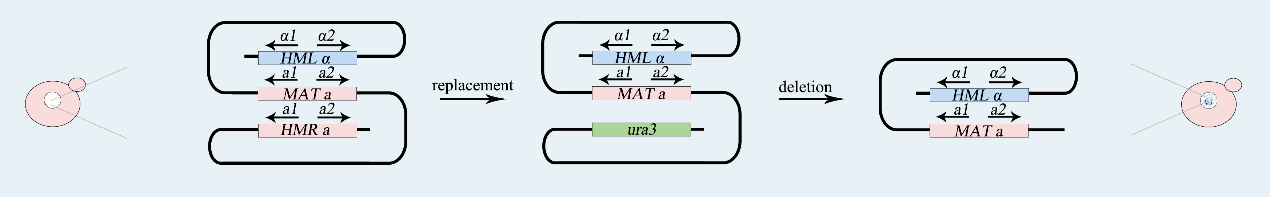 α1 α2
HML α
a1 a2
MAT a
a1 a2
HMR a
replacement
α1 α2
HML α
a1 a2
MAT a
ura3
deletion
α1 α2
HML α
a1 a2
MAT a